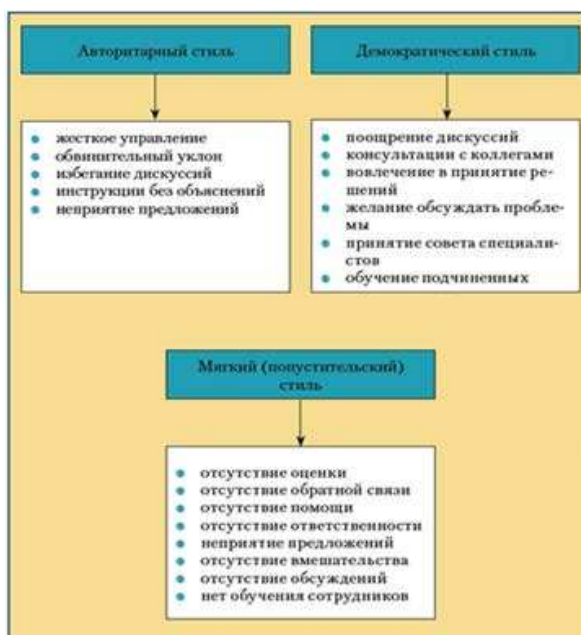 Авторитарный стиль
жесткое управление
обвинительный уклон
избегание дискуссий
инструкции без объяснений
неприятие предложений
Демократический стиль
поощрение дискуссий
консультации с коллегами
вовлечение в принятие ре-
шений
желание обсуждать пробле-
мы
принятие совета специали-
стов
обучение подчиненных
Мягкий (попустительский)
стиль
отсутствие оценки
отсутствие обратной связи
отсутствие помощи
отсутствие ответственности
неприятие предложений
отсутствие вмешательства
отсутствие обсуждений
нет обучения сотрудников